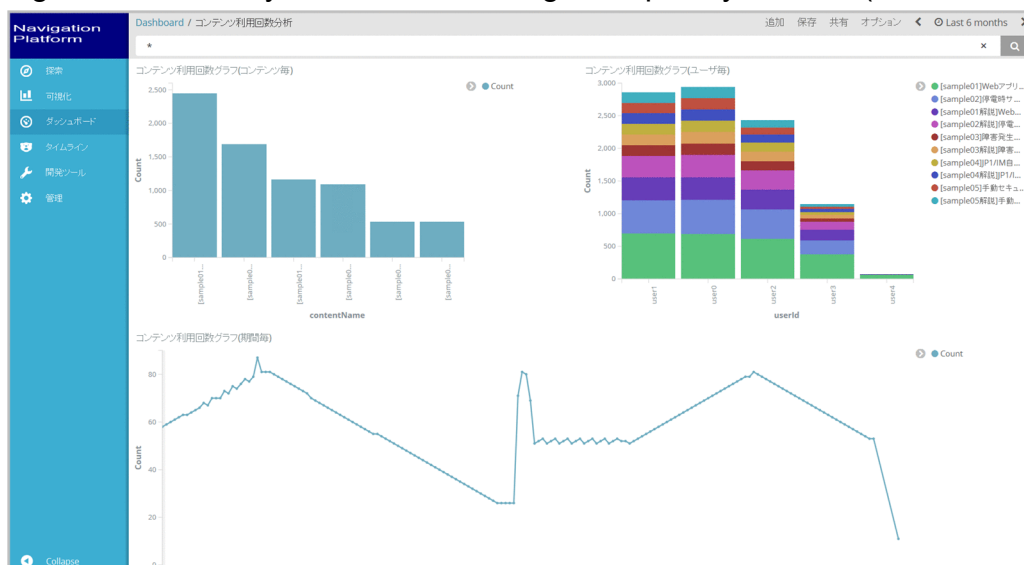 Navigation
Platform
Dashboard / コンテンツ利用回数分析
追加 保存 共有 オプション Last 6 months
*
探索
可視化
ダッシュボード
タイムライン
開発ツール
管理
Collapse
コンテンツ利用回数グラフ(コンテンツ毎)
Count
2,500
2,000
1,500
1,000
500
0
Count
[sample01...
[sample0...
[sample01...
[sample0...
[sample0...
[sample0...
contentName
コンテンツ利用回数グラフ(ユーザ毎)
3,000
2,500
2,000
1,500
1,000
500
0
Count
user1
user0
user2
user3
user4
userId
[sample01]Webアプリ...
[sample02]停電時サ...
[sample01解説]Web...
[sample02解説]停電...
[sample03]障害発生...
[sample03解説]障害...
[sample04]JP1/IM自...
[sample04解説]JP1/I...
[sample05]手動セキュ...
[sample05解説]手動...
コンテンツ利用回数グラフ(期間毎)
Count
80
60
40
20
0
Count